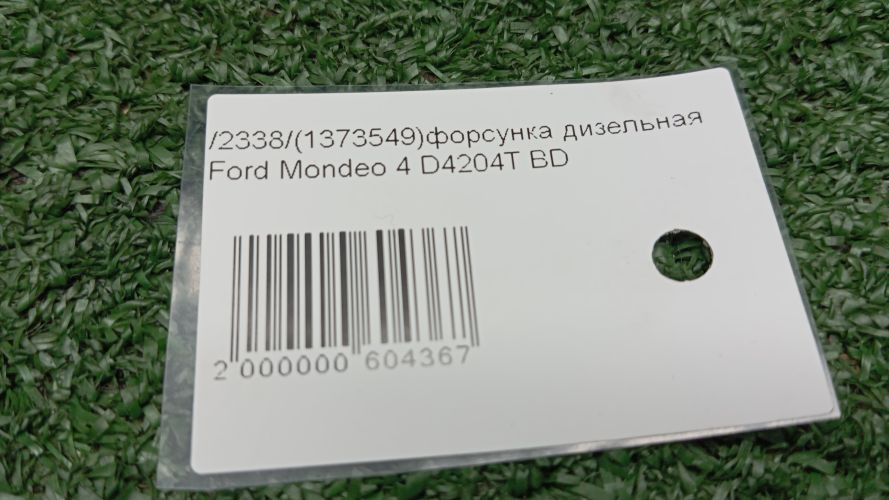 /2338/(1373549)форсунка дизельная
Ford Mondeo 4 D4204T BD
2 000000 604367